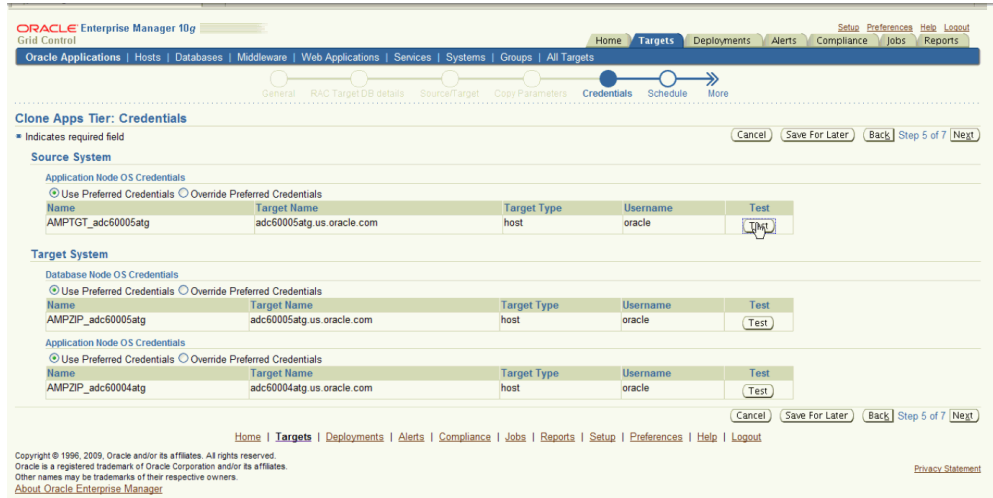 ORACLE Enterprise Manager 10g
Grid Control
Setup Preferences Help Logout
Home Targets Deployments Alerts Compliance Jobs Reports
Oracle Applications | Hosts | Databases | Middleware | Web Applications | Services | Systems | Groups | All Targets
General RAC Target DB details Source/Target Copy Parameters Credentials Schedule More
Clone Apps Tier: Credentials
Indicates required field
Cancel Save For Later Back Step 5 of 7 Next
Source System
Application Node OS Credentials
Use Preferred Credentials Override Preferred Credentials
Name Target Name Target Type Username Test
AMPTGT_adc60005atg adc60005atg.us.oracle.com host oracle Test
Target System
Database Node OS Credentials
Use Preferred Credentials Override Preferred Credentials
Name Target Name Target Type Username Test
AMPZIP_adc60005atg adc60005atg.us.oracle.com host oracle Test
Application Node OS Credentials
Use Preferred Credentials Override Preferred Credentials
Name Target Name Target Type Username Test
AMPZIP_adc60004atg adc60004atg.us.oracle.com host oracle Test
Cancel Save For Later Back Step 5 of 7 Next
Home | Targets | Deployments | Alerts | Compliance | Jobs | Reports | Setup | Preferences | Help | Logout
Copyright © 1996, 2009, Oracle and/or its affiliates. All rights reserved.
Oracle is a registered trademark of Oracle Corporation and/or its affiliates.
Other names may be trademarks of their respective owners.
About Oracle Enterprise Manager
Privacy Statement